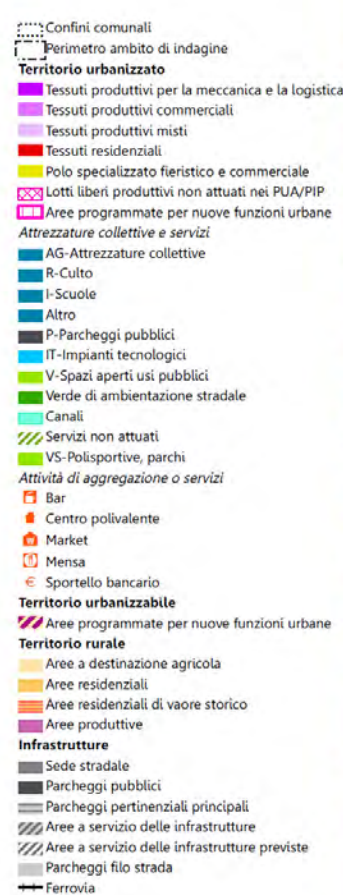 Confini comunali
Perimetro ambito di indagine
Territorio urbanizzato
Tessuti produttivi per la meccanica e la logistica
Tessuti produttivi commerciali
Tessuti produttivi misti
Tessuti residenziali
Polo specializzato fieristico e commerciale
Lotti liberi produttivi non attuati nei PUA/PIP
Aree programmate per nuove funzioni urbane
Attrezzature collettive e servizi
AG-Attrezzature collettive
R-Culto
I-Scuole
Altro
P-Parcheggi pubblici
IT-Impianti tecnologici
V-Spazi aperti usi pubblici
Verde di ambientazione stradale
Canali
Servizi non attuati
VS-Polisportive, parchi
Attività di aggregazione o servizi
Bar
Centro polivalente
Market
Mensa
€ Sportello bancario
Territorio urbanizzabile
Aree programmate per nuove funzioni urbane
Territorio rurale
Aree a destinazione agricola
Aree residenziali
Aree residenziali di vaore storico
Aree produttive
Infrastrutture
Sede stradale
Parcheggi pubblici
Parcheggi pertinenziali principali
Aree a servizio delle infrastrutture
Aree a servizio delle infrastrutture previste
Parcheggi filo strada
Ferrovia